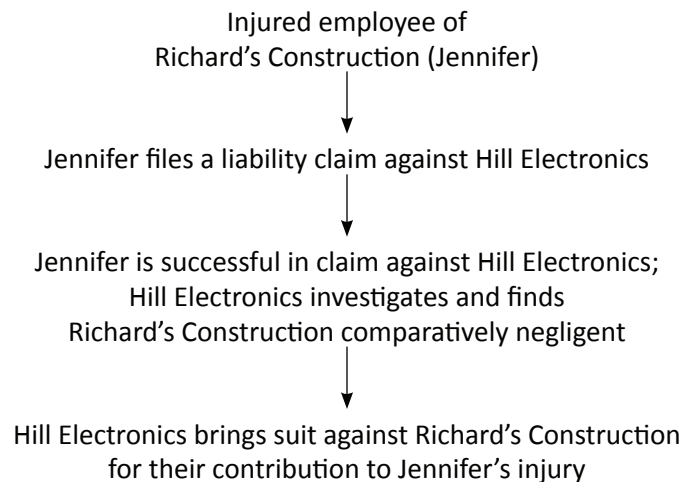 Injured employee of
Richard’s Construction (Jennifer)
Jennifer files a liability claim against Hill Electronics
Jennifer is successful in claim against Hill Electronics;
Hill Electronics investigates and finds
Richard’s Construction comparatively negligent
Hill Electronics brings suit against Richard’s Construction
for their contribution to Jennifer’s injury